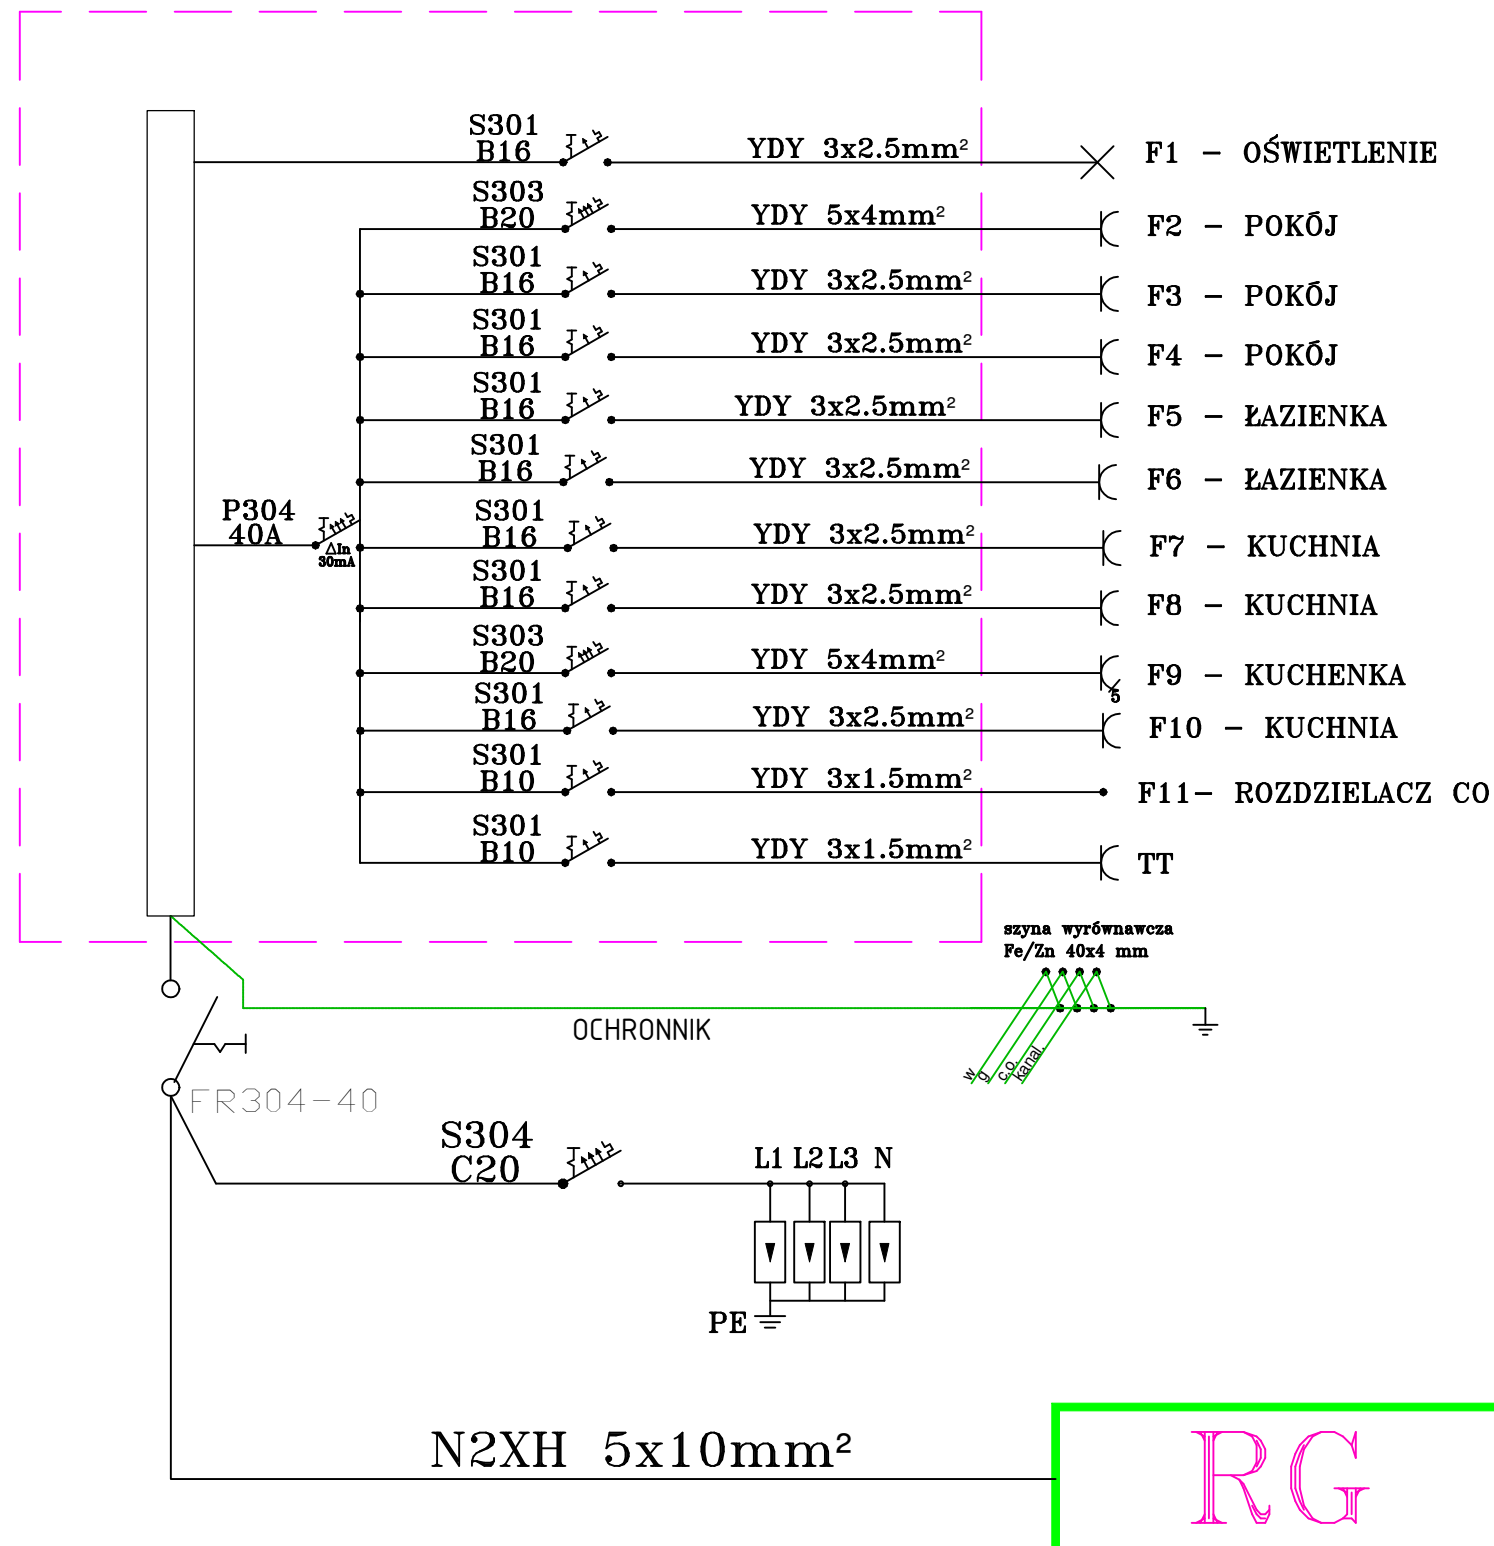 S301
B16
YDY 3x2.5mm²
F1 - OŚWIETLENIE
S303
B20
YDY 5x4mm²
F2 - POKÓJ
S301
B16
YDY 3x2.5mm²
F3 - POKÓJ
S301
B16
YDY 3x2.5mm²
F4 - POKÓJ
S301
B16
YDY 3x2.5mm²
F5 - ŁAZIENKA
S301
B16
YDY 3x2.5mm²
F6 - ŁAZIENKA
P304
40A
ΔIn
30mA
S301
B16
YDY 3x2.5mm²
F7 - KUCHNIA
S301
B16
YDY 3x2.5mm²
F8 - KUCHNIA
S303
B20
YDY 5x4mm²
F9 - KUCHENKA
5
S301
B16
YDY 3x2.5mm²
F10 - KUCHNIA
S301
B10
YDY 3x1.5mm²
F11- ROZDZIELACZ CO
S301
B10
YDY 3x1.5mm²
TT
szyna wyrównawcza
Fe/Zn 40x4 mm
OCHRONNIK
w
g
c.o.
kanal.
FR304-40
S304
C20
L1 L2 L3 N
PE
N2XH 5x10mm²
RG